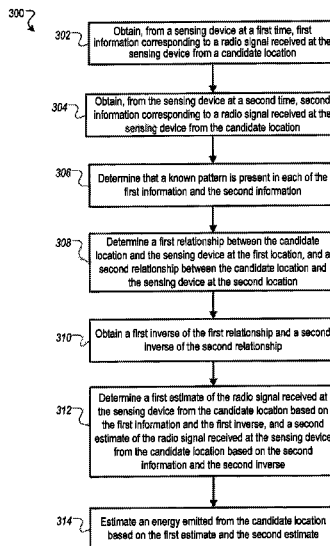 300
302
Obtain, from a sensing device at a first time, first
information corresponding to a radio signal received at the
sensing device from a candidate location
304
Obtain, from the sensing device at a second time, second
information corresponding to a radio signal received at the
sensing device from the candidate location
306
Determine that a known pattern is present in each of the
first information and the second information
308
Determine a first relationship between the candidate
location and the sensing device at the first location, and a
second relationship between the candidate location and
the sensing device at the second location
310
Obtain a first inverse of the first relationship and a second
inverse of the second relationship
312
Determine a first estimate of the radio signal received at
the sensing device from the candidate location based on
the first information and the first inverse, and a second
estimate of the radio signal received at the sensing device
from the candidate location based on the second
information and the second inverse
314
Estimate an energy emitted from the candidate location
based on the first estimate and the second estimate